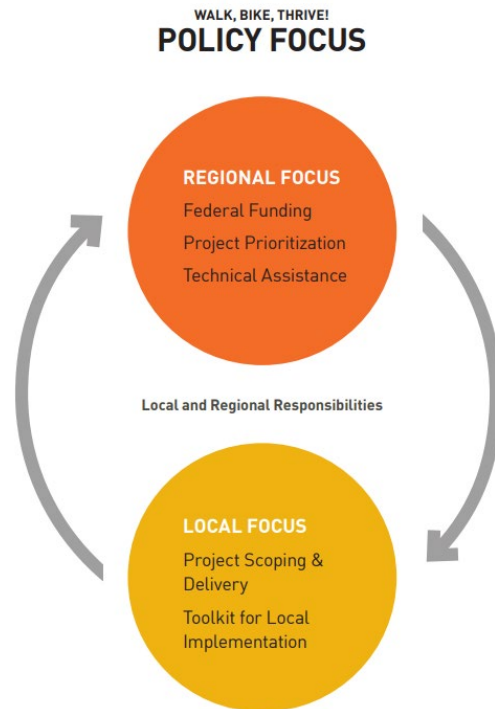 WALK, BIKE, THRIVE!
POLICY FOCUS
REGIONAL FOCUS
Federal Funding
Project Prioritization
Technical Assistance
Local and Regional Responsibilities
LOCAL FOCUS
Project Scoping &
Delivery
Toolkit for Local
Implementation